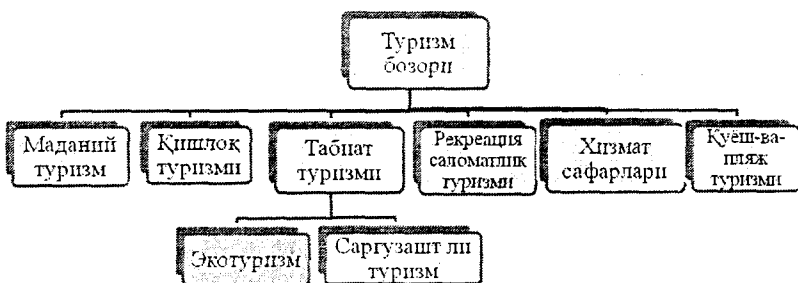 Туризм
бозори
Маданий
туризм
Қишлоқ
туризми
Табиат
туризми
Рекреация
саломатлик
туризми
Хизмат
сафарлари
Қуёш-ва-
пляж
туризми
Экотуризм
Саргузашт ли
туризм